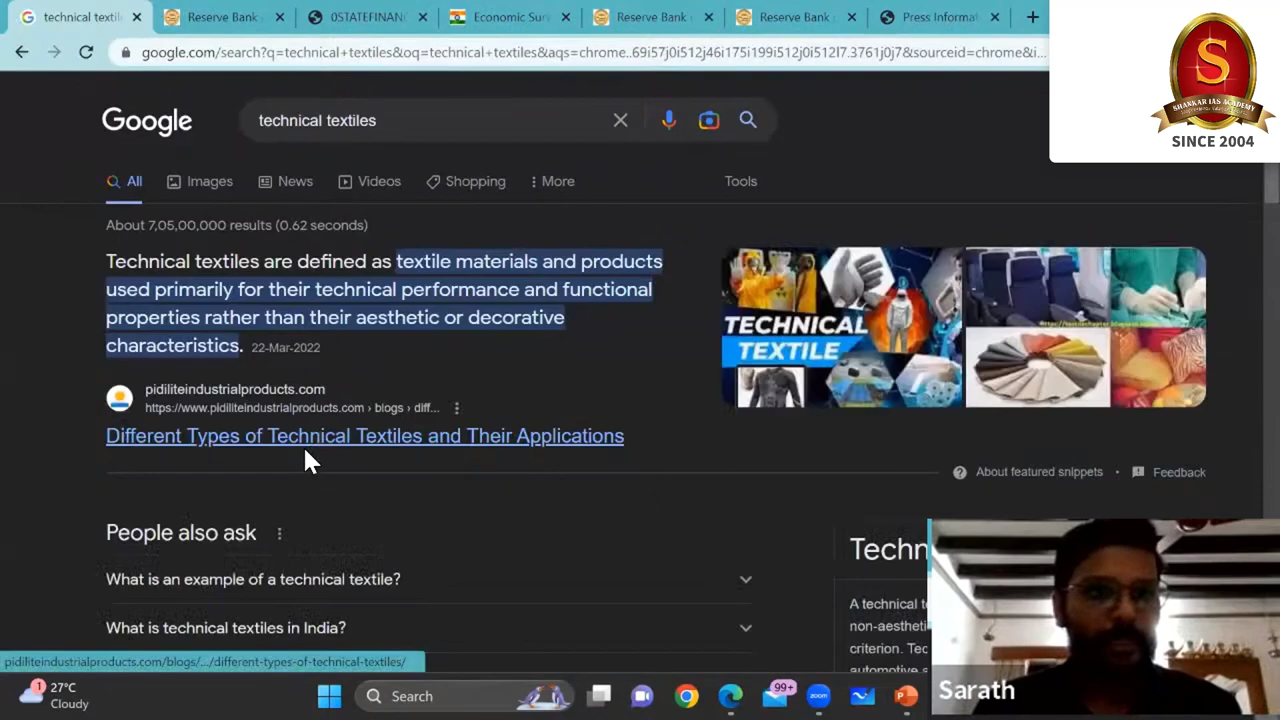 technical textil
Reserve Bank
0STATEFINAN
Economic Sur
Reserve Bank
Reserve Bank
Press Informat
google.com/search?q=technical+textiles&oq=technical+textiles&aqs=chrome..69i57j0i512j46i175i199i512j0i512l7.3761j0j7&sourceid=chrome&i...
S
SHANKAR IAS ACADEMY
SINCE 2004
Google
technical textiles
All
Images
News
Videos
Shopping
More
Tools
About 7,05,00,000 results (0.62 seconds)
Technical textiles are defined as textile materials and products
used primarily for their technical performance and functional
properties rather than their aesthetic or decorative
characteristics. 22-Mar-2022
TECHNICAL
TEXTILE
pidiliteindustrialproducts.com
https://www.pidiliteindustrialproducts.com › blogs › diff...
Different Types of Technical Textiles and Their Applications
About featured snippets • Feedback
People also ask
What is an example of a technical textile?
What is technical textiles in India?
Techn
A technical t
non-aestheti
criterion. Tec
automotive a
pidiliteindustrialproducts.com/blogs/.../different-types-of-technical-textiles/
1
27°C
Cloudy
Search
99+
zoom
Sarath